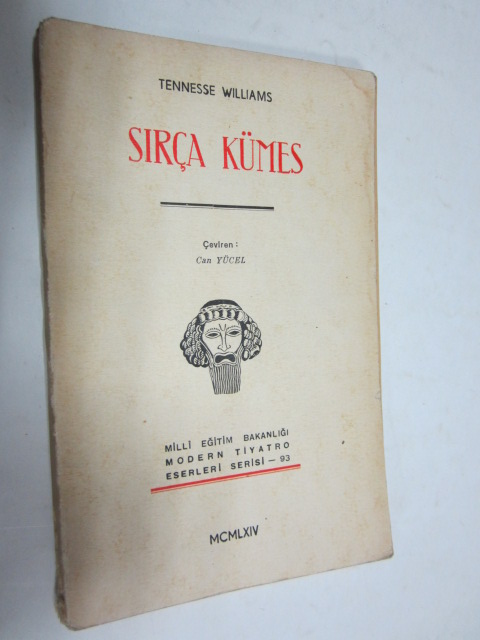 TENNESSE WILLIAMS
SIRÇA KÜMES
Çeviren :
Can YÜCEL
MİLLİ EĞİTİM BAKANLIĞI
MODERN TİYATRO
ESERLERİ SERİSİ — 93
MCMLXIV